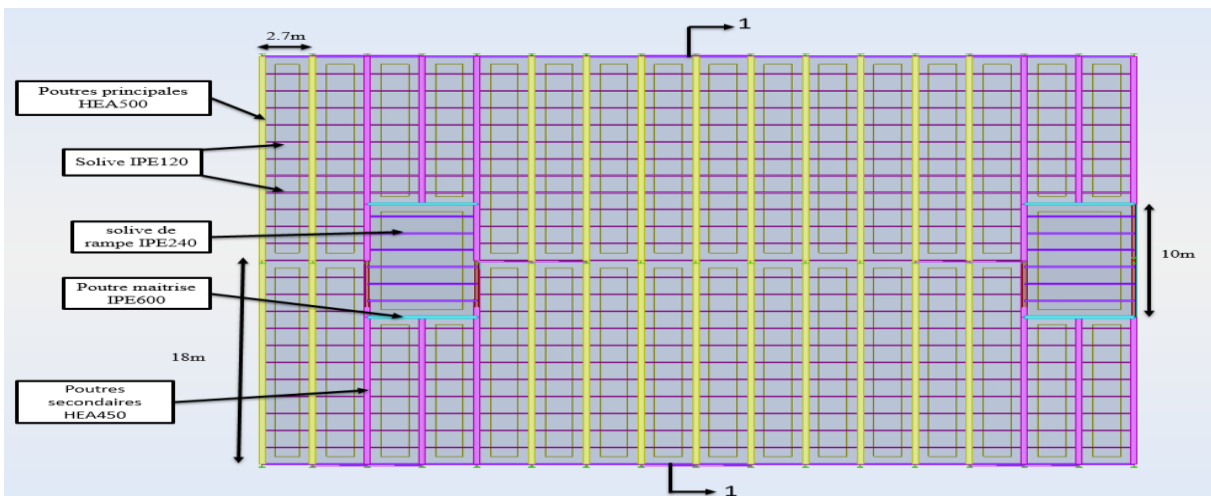 1
2.7m
Poutres principales
HEA500
Solive IPE120
solive de
rampe IPE240
10m
Poutre maitrise
IPE600
18m
Poutres
secondaires
HEA450
1